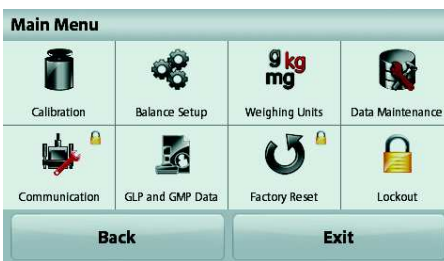 Main Menu
g kg
mg
Calibration Balance Setup Weighing Units Data Maintenance
Communication GLP and GMP Data Factory Reset Lockout
Back Exit